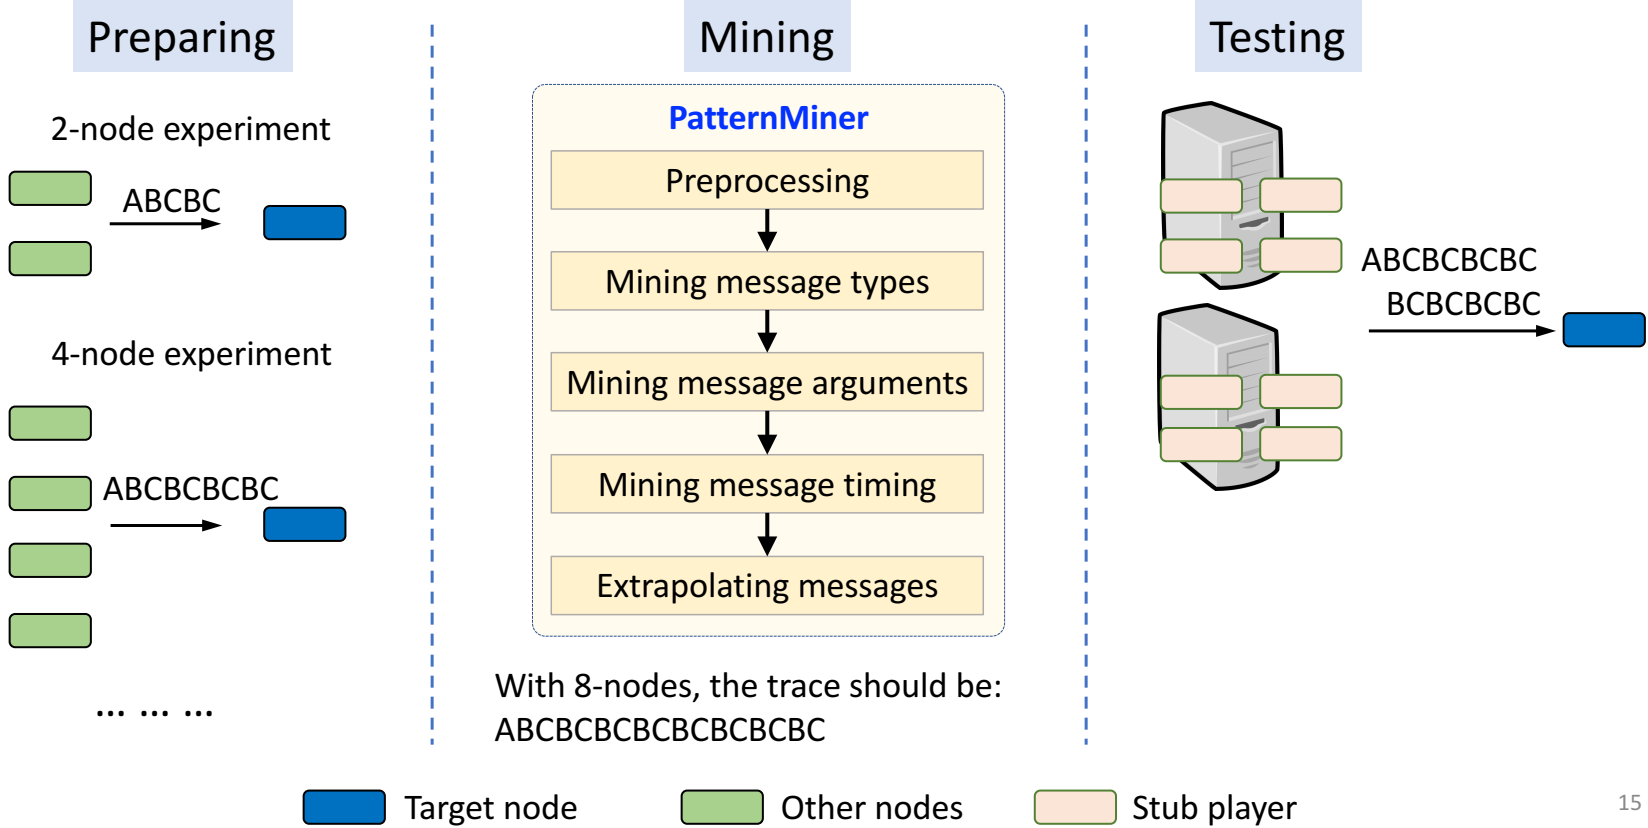 Preparing
2-node experiment
ABCBC
4-node experiment
ABCBCBCBC
... ... ...
Mining
PatternMiner
Preprocessing
Mining message types
Mining message arguments
Mining message timing
Extrapolating messages
With 8-nodes, the trace should be:
ABCBCBCBCBCBCBCBC
Testing
ABCBCBCBC
BCBCBCBC
Target node
Other nodes
Stub player
15